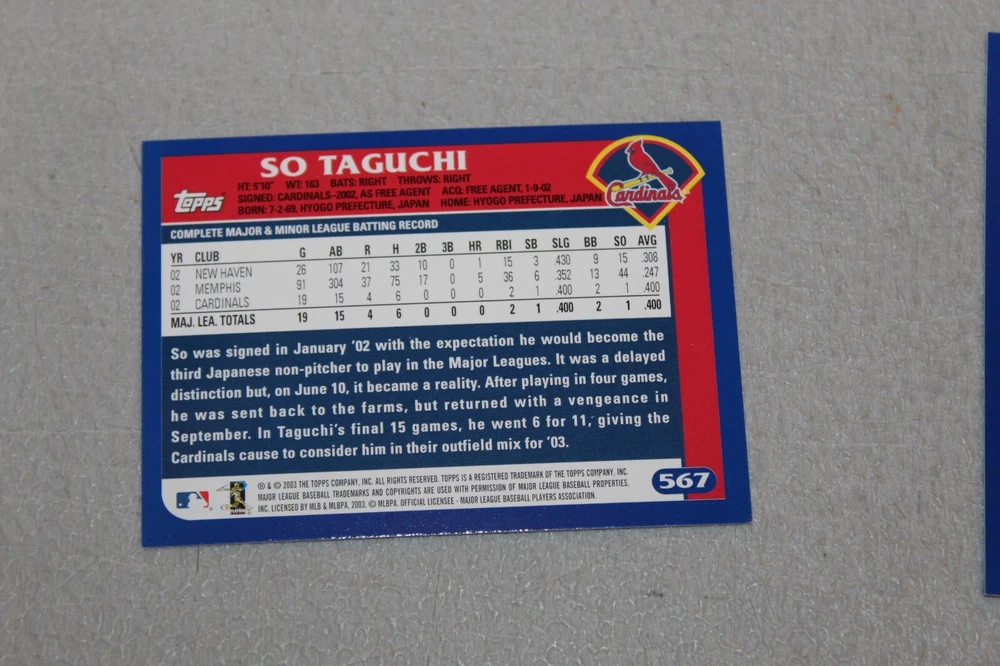 SO TAGUCHI
Topps
HT: 5'10" WT: 163 BATS: RIGHT THROWS: RIGHT
SIGNED: CARDINALS–2002, AS FREE AGENT ACQ: FREE AGENT, 1-9-02
BORN: 7-2-69, HYOGO PREFECTURE, JAPAN HOME: HYOGO PREFECTURE, JAPAN
Cardinals
COMPLETE MAJOR & MINOR LEAGUE BATTING RECORD
YR CLUB G AB R H 2B 3B HR RBI SB SLG BB SO AVG
02 NEW HAVEN 26 107 21 33 10 0 1 15 3 .430 9 15 .308
02 MEMPHIS 91 304 37 75 17 0 5 36 6 .352 13 44 .247
02 CARDINALS 19 15 4 6 0 0 0 2 1 .400 2 1 .400
MAJ. LEA. TOTALS 19 15 4 6 0 0 0 2 1 .400 2 1 .400
So was signed in January '02 with the expectation he would become the
third Japanese non-pitcher to play in the Major Leagues. It was a delayed
distinction but, on June 10, it became a reality. After playing in four games,
he was sent back to the farms, but returned with a vengeance in
September. In Taguchi's final 15 games, he went 6 for 11, giving the
Cardinals cause to consider him in their outfield mix for '03.
® & © 2003 THE TOPPS COMPANY, INC. ALL RIGHTS RESERVED. TOPPS IS A REGISTERED TRADEMARK OF THE TOPPS COMPANY, INC.
MAJOR LEAGUE BASEBALL TRADEMARKS AND COPYRIGHTS ARE USED WITH PERMISSION OF MAJOR LEAGUE BASEBALL PROPERTIES,
INC. LICENSED BY MLB & MLBPA, 2003. © MLBPA. OFFICIAL LICENSEE - MAJOR LEAGUE BASEBALL PLAYERS ASSOCIATION.
567